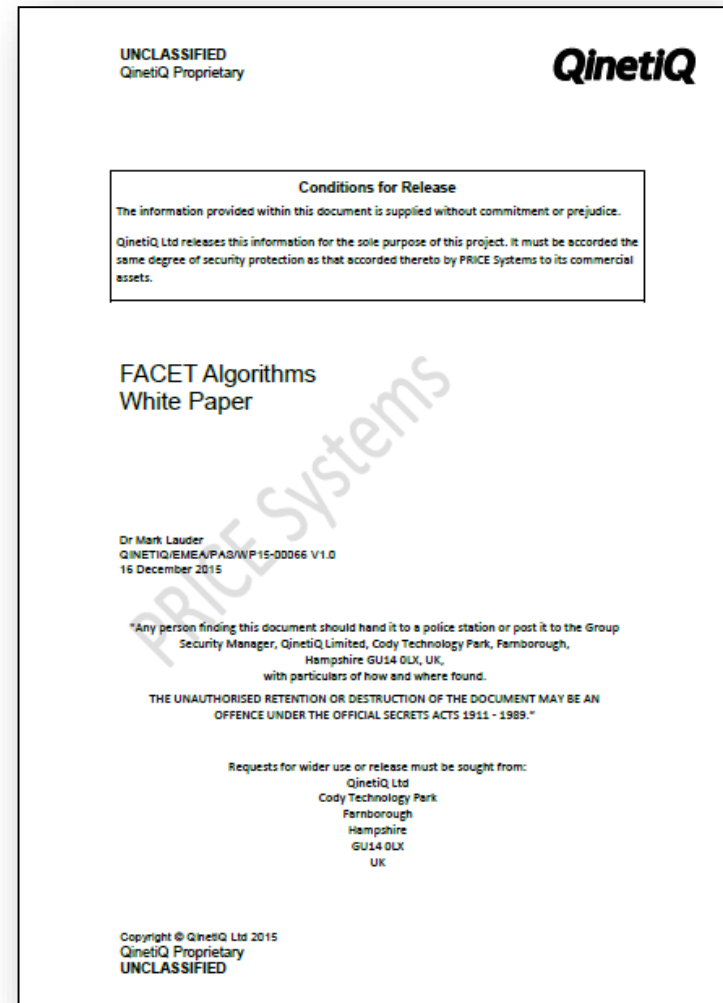 UNCLASSIFIED
QinetiQ Proprietary
QinetiQ
Conditions for Release
The information provided within this document is supplied without commitment or prejudice.
QinetiQ Ltd releases this information for the sole purpose of this project. It must be accorded the
same degree of security protection as that accorded thereto by PRICE Systems to its commercial
assets.
FACET Algorithms
White Paper
PRICE Systems
Dr Mark Lauder
QINETIQ/EMEA/PAS/WP15-00066 V1.0
16 December 2015
"Any person finding this document should hand it to a police station or post it to the Group
Security Manager, QinetiQ Limited, Cody Technology Park, Farnborough,
Hampshire GU14 0LX, UK,
with particulars of how and where found.
THE UNAUTHORISED RETENTION OR DESTRUCTION OF THE DOCUMENT MAY BE AN
OFFENCE UNDER THE OFFICIAL SECRETS ACTS 1911 - 1989."
Requests for wider use or release must be sought from:
QinetiQ Ltd
Cody Technology Park
Farnborough
Hampshire
GU14 0LX
UK
Copyright © QinetiQ Ltd 2015
QinetiQ Proprietary
UNCLASSIFIED